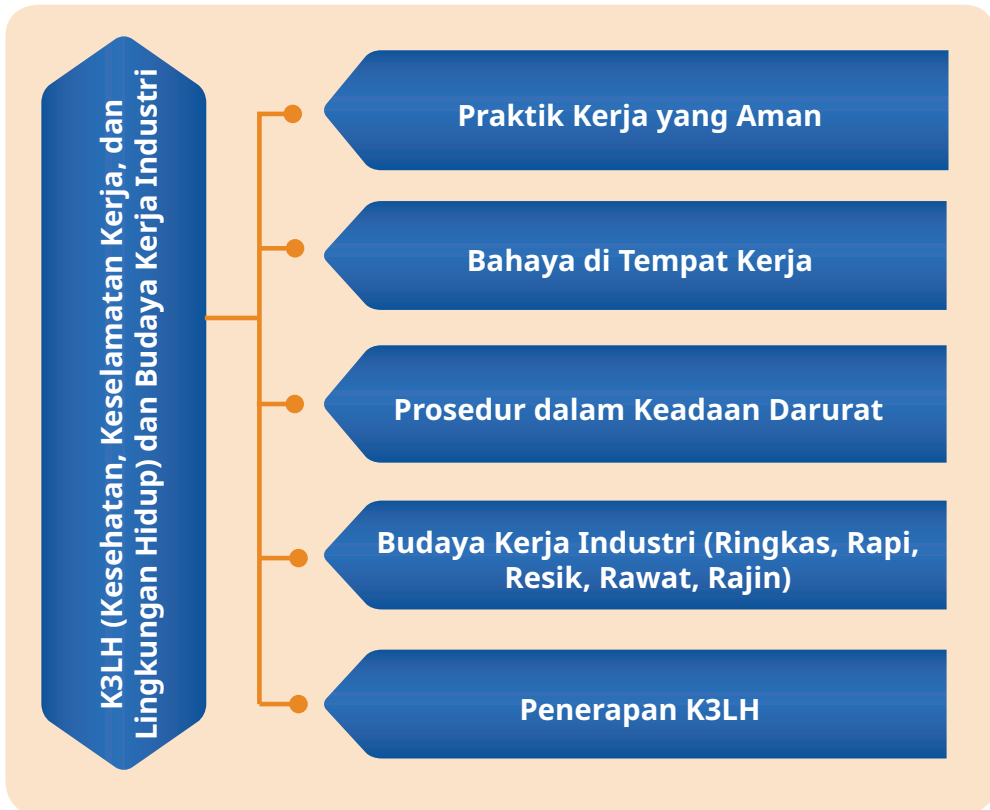 K3LH (Kesehatan, Keselamatan Kerja, dan
Lingkungan Hidup) dan Budaya Kerja Industri
Praktik Kerja yang Aman
Bahaya di Tempat Kerja
Prosedur dalam Keadaan Darurat
Budaya Kerja Industri (Ringkas, Rapi,
Resik, Rawat, Rajin)
Penerapan K3LH